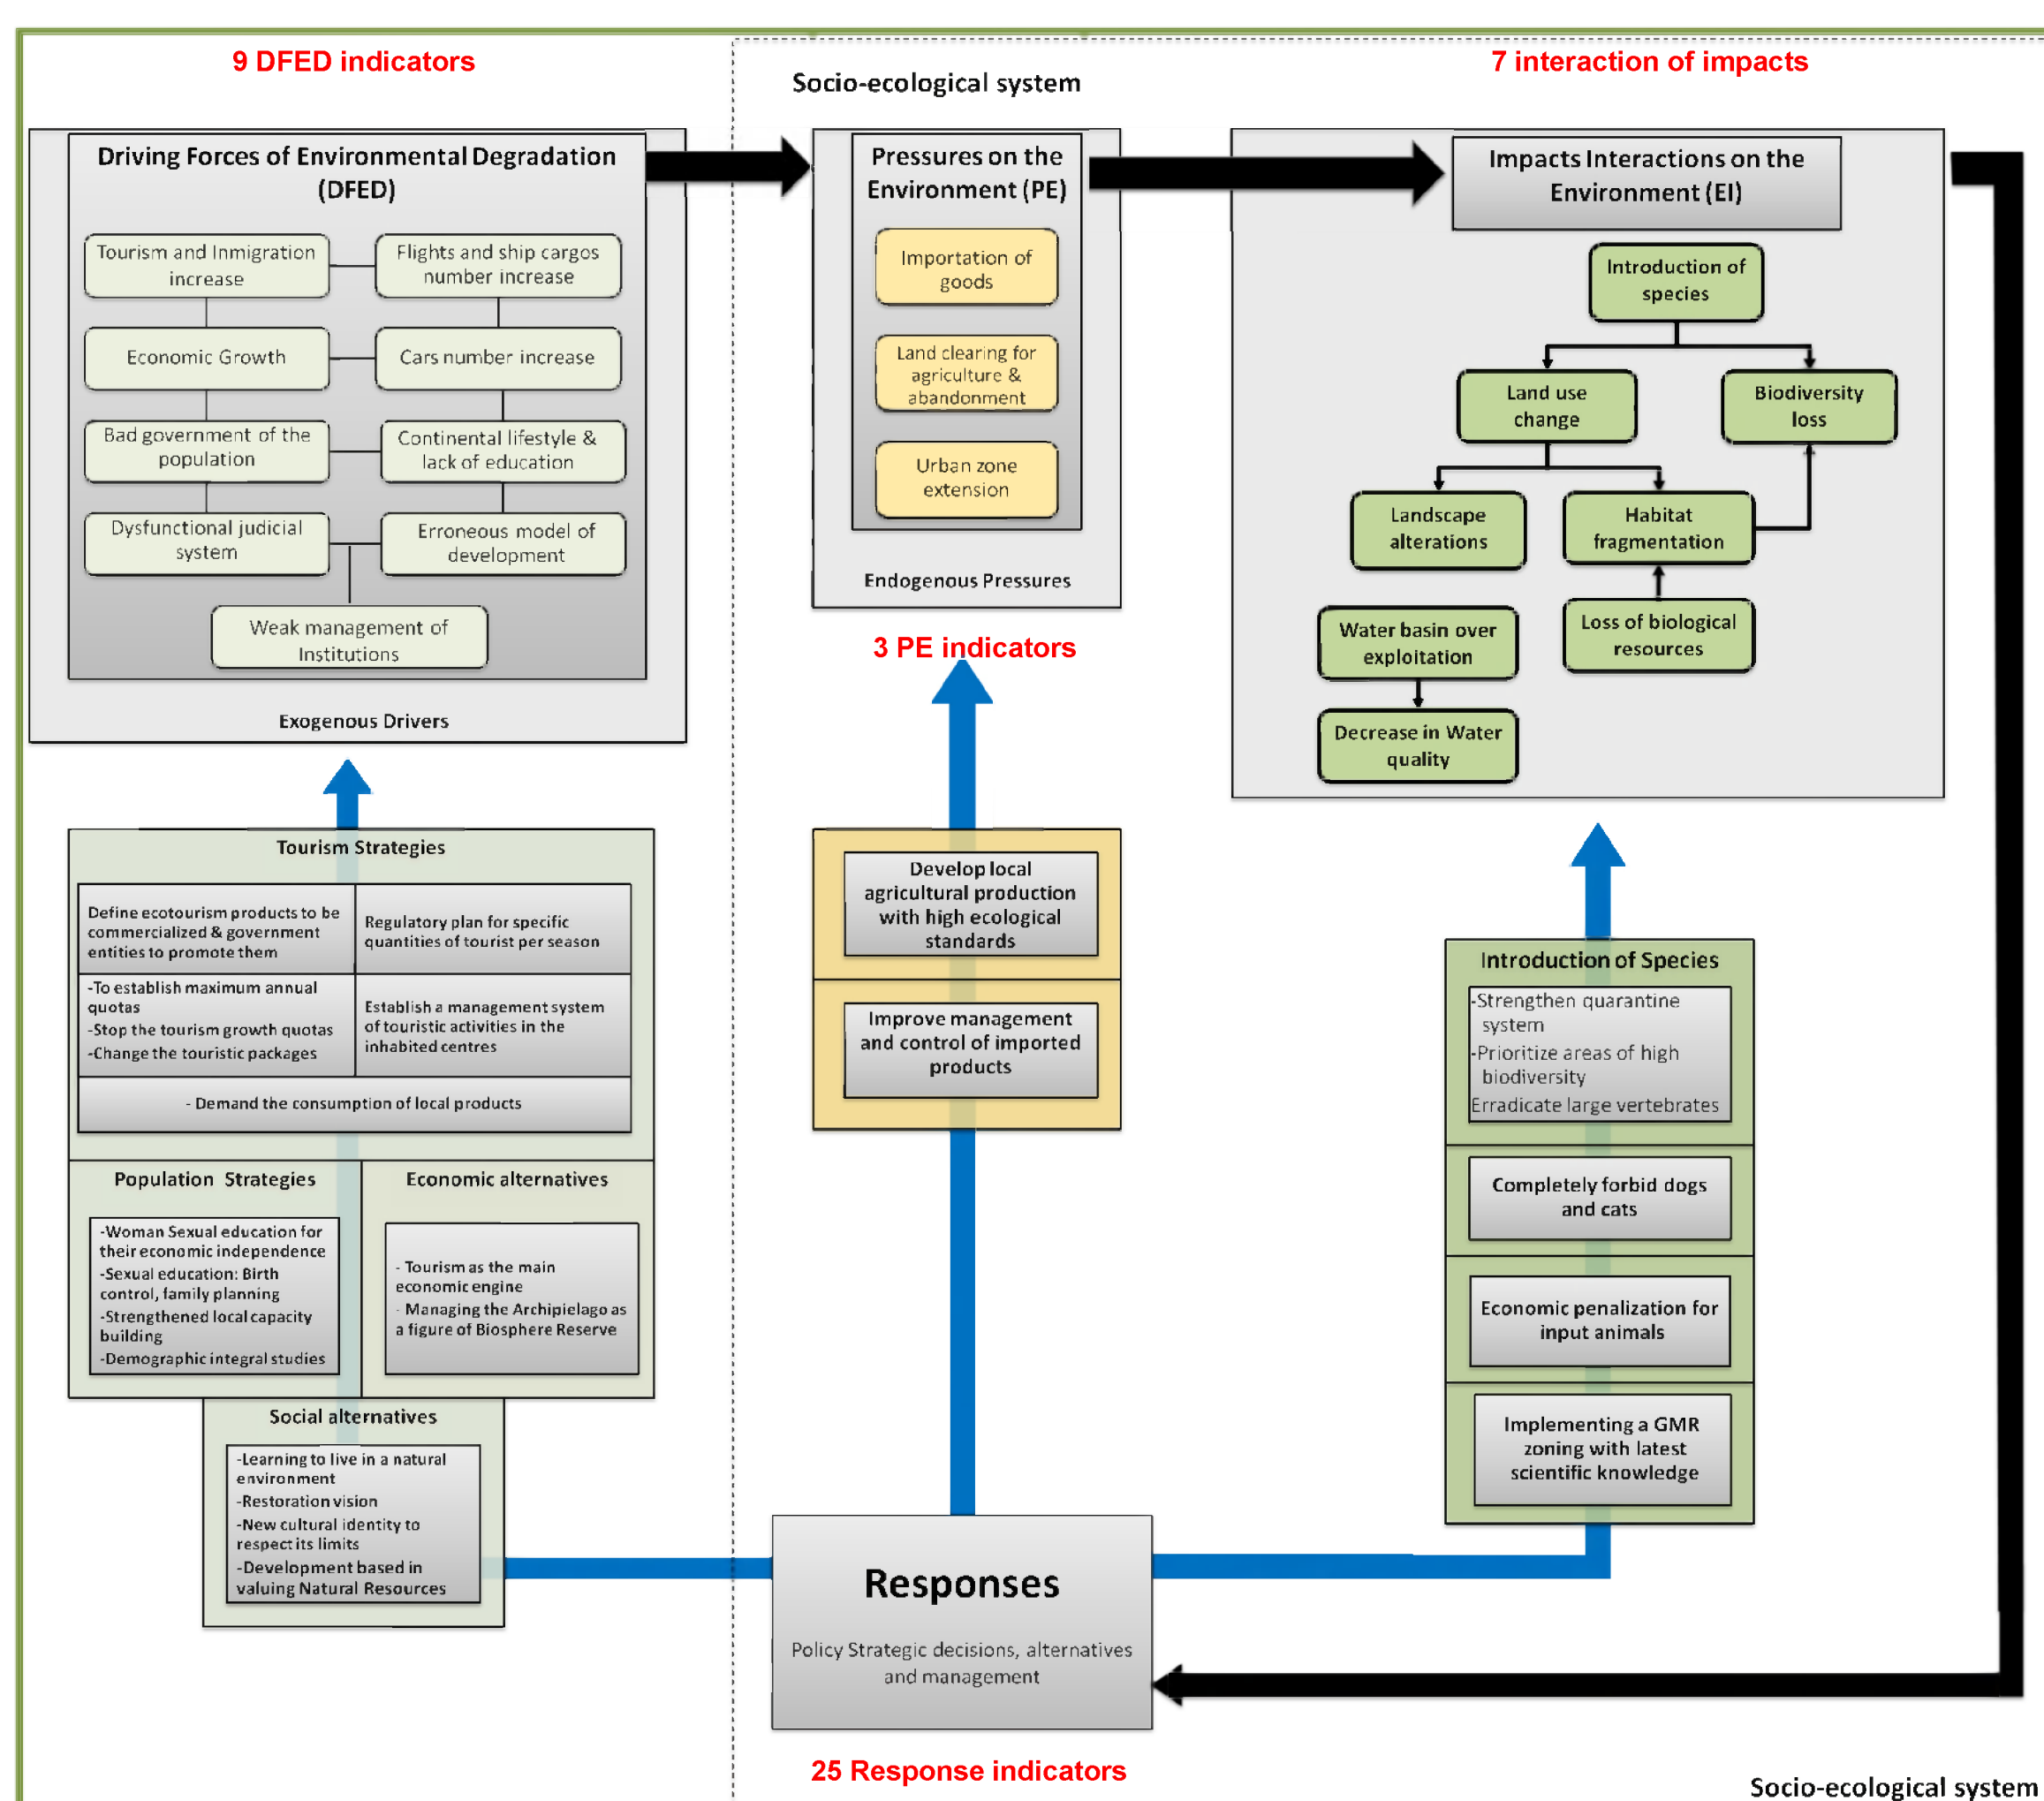 9 DFED indicators
7 interaction of impacts
Socio-ecological system
Driving Forces of Environmental Degradation
(DFED)
Tourism and Inmigration
increase
Flights and ship cargos
number increase
Economic Growth
Cars number increase
Bad government of the
population
Continental lifestyle &
lack of education
Dysfunctional judicial
system
Erroneous model of
development
Weak management of
Institutions
Exogenous Drivers
Pressures on the
Environment (PE)
Importation of
goods
Land clearing for
agriculture &
abandonment
Urban zone
extension
Endogenous Pressures
3 PE indicators
Impacts Interactions on the
Environment (EI)
Introduction of
species
Land use
change
Biodiversity
loss
Landscape
alterations
Habitat
fragmentation
Water basin over
exploitation
Loss of biological
resources
Decrease in Water
quality
Tourism Strategies
Define ecotourism products to be
commercialized & government
entities to promote them
Regulatory plan for specific
quantities of tourist per season
-To establish maximum annual
quotas
-Stop the tourism growth quotas
-Change the touristic packages
Establish a management system
of touristic activities in the
inhabited centres
- Demand the consumption of local products
Population Strategies
-Woman Sexual education for
their economic independence
-Sexual education: Birth
control, family planning
-Strengthened local capacity
building
-Demographic integral studies
Economic alternatives
- Tourism as the main
economic engine
- Managing the Archipielago as
a figure of Biosphere Reserve
Social alternatives
-Learning to live in a natural
environment
-Restoration vision
-New cultural identity to
respect its limits
-Development based in
valuing Natural Resources
Develop local
agricultural production
with high ecological
standards
Improve management
and control of imported
products
Introduction of Species
-Strengthen quarantine
system
-Prioritize areas of high
biodiversity
Erradicate large vertebrates
Completely forbid dogs
and cats
Economic penalization for
input animals
Implementing a GMR
zoning with latest
scientific knowledge
Responses
Policy Strategic decisions, alternatives
and management
25 Response indicators
Socio-ecological system